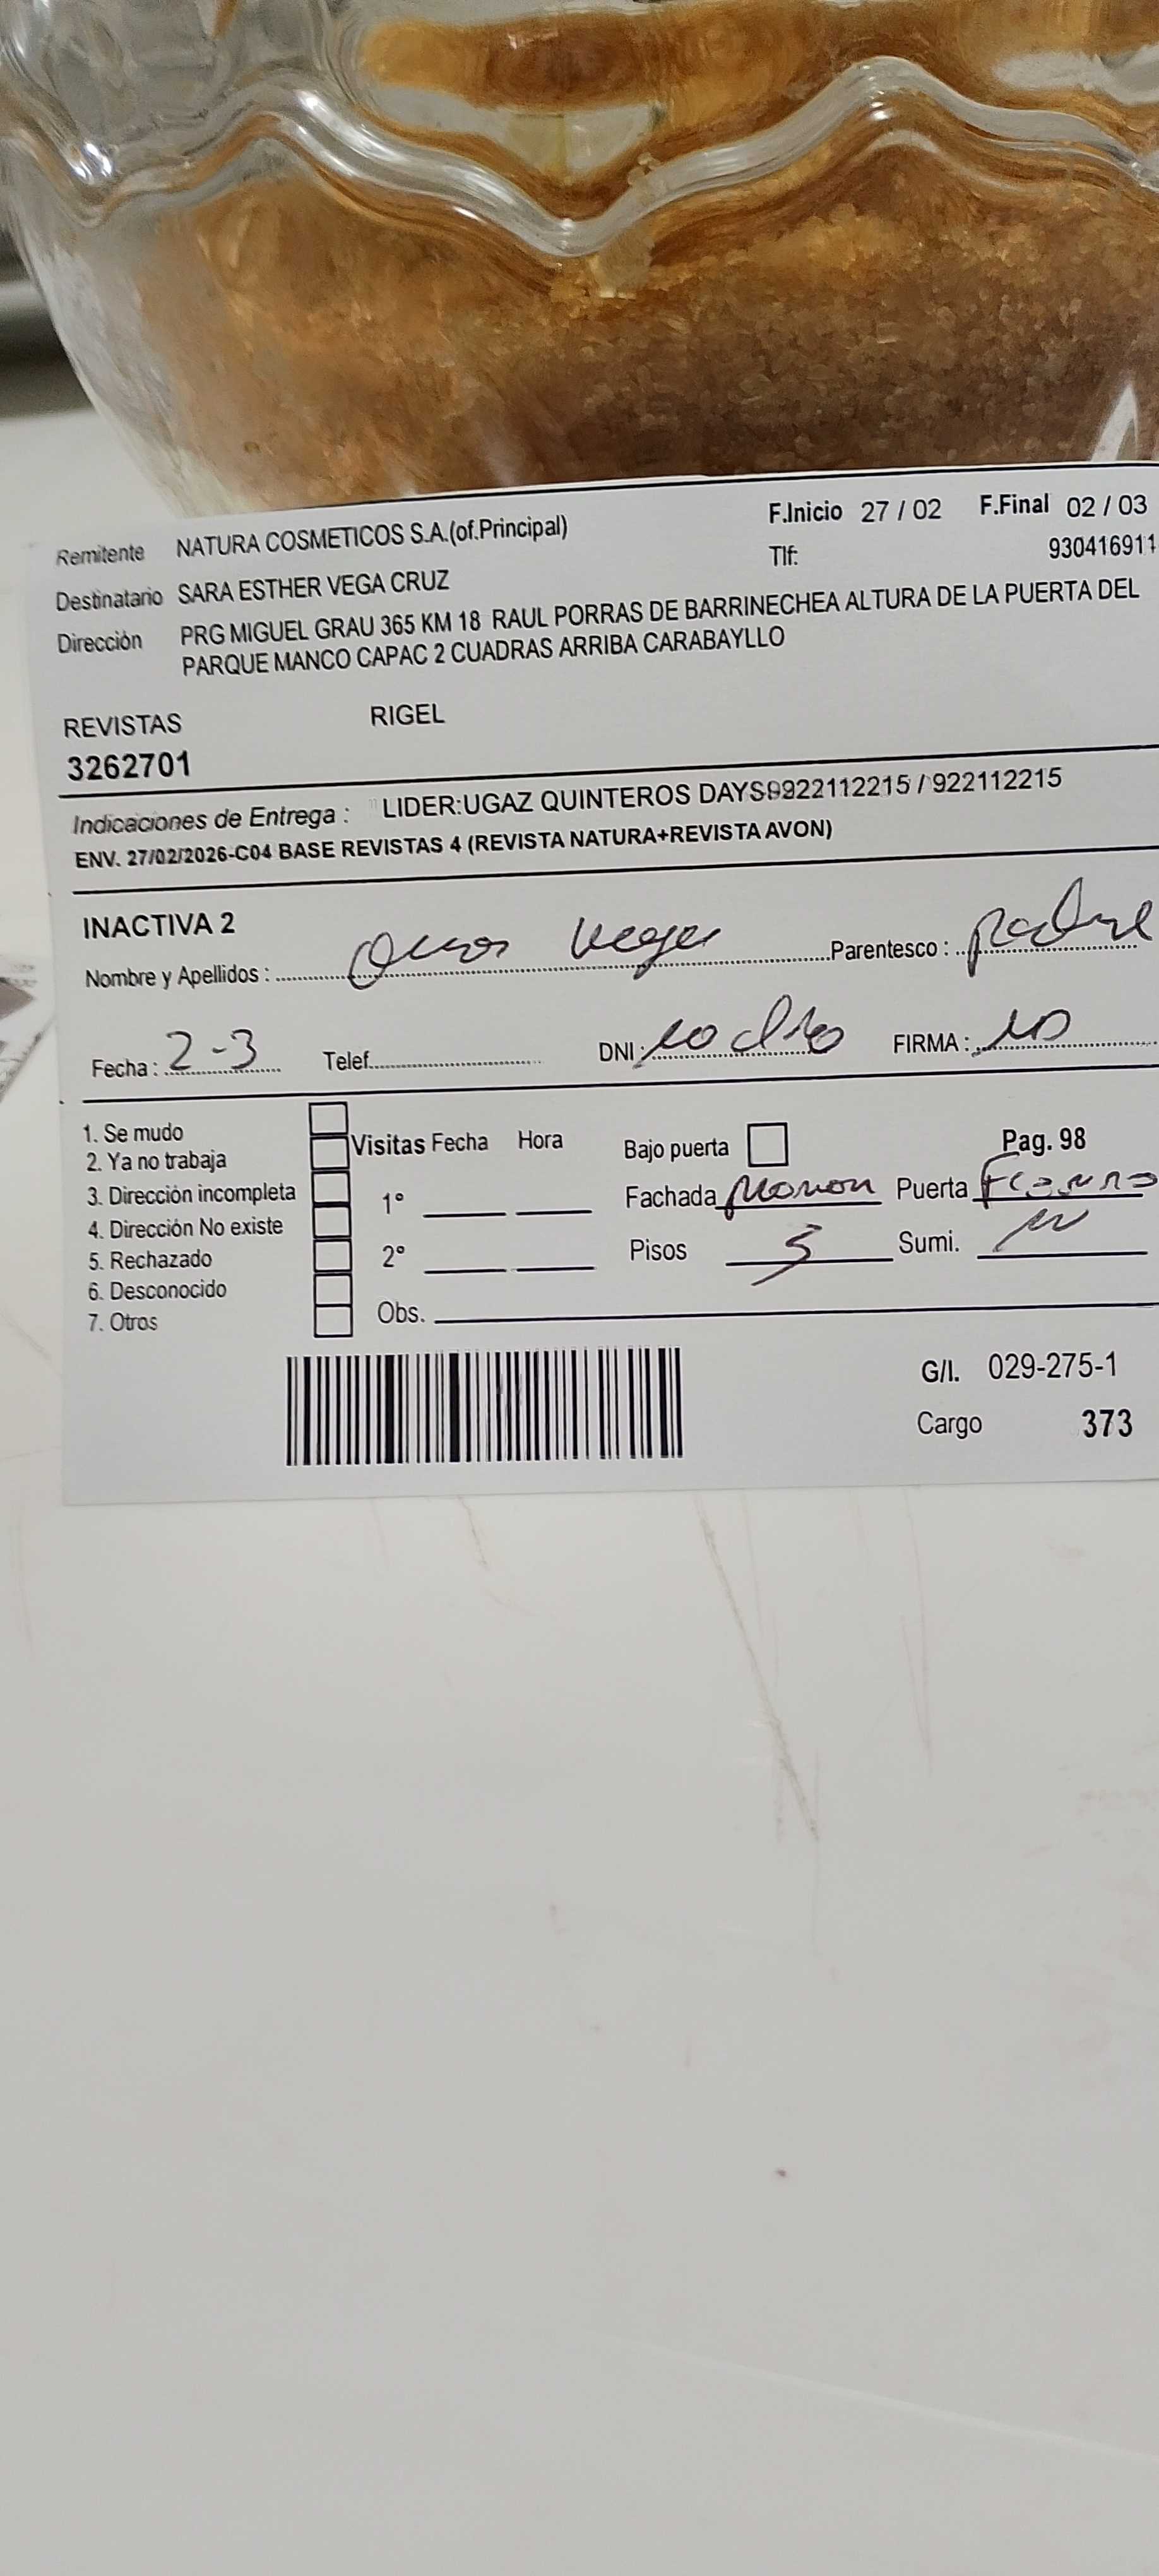 Remitente NATURA COSMETICOS S.A.(of.Principal) F.Inicio 27 / 02 F.Final 02 / 03
Destinatario SARA ESTHER VEGA CRUZ Tlf: 930416911
Dirección PRG MIGUEL GRAU 365 KM 18 RAUL PORRAS DE BARRINECHEA ALTURA DE LA PUERTA DEL
PARQUE MANCO CAPAC 2 CUADRAS ARRIBA CARABAYLLO
REVISTAS RIGEL
3262701
Indicaciones de Entrega : LIDER:UGAZ QUINTEROS DAYS9922112215 / 922112215
ENV. 27/02/2026-C04 BASE REVISTAS 4 (REVISTA NATURA+REVISTA AVON)
INACTIVA 2
Nombre y Apellidos : Vega Parentesco : padre
Fecha : 2-3 Telef. DNI: no dio FIRMA : no
1. Se mudo
2. Ya no trabaja
3. Dirección incompleta
4. Dirección No existe
5. Rechazado
6. Desconocido
7. Otros
Visitas Fecha Hora Bajo puerta Pag. 98
1° Fachada Marron Puerta
2° Pisos 5 Sumi.
Obs.
G/I. 029-275-1
Cargo 373